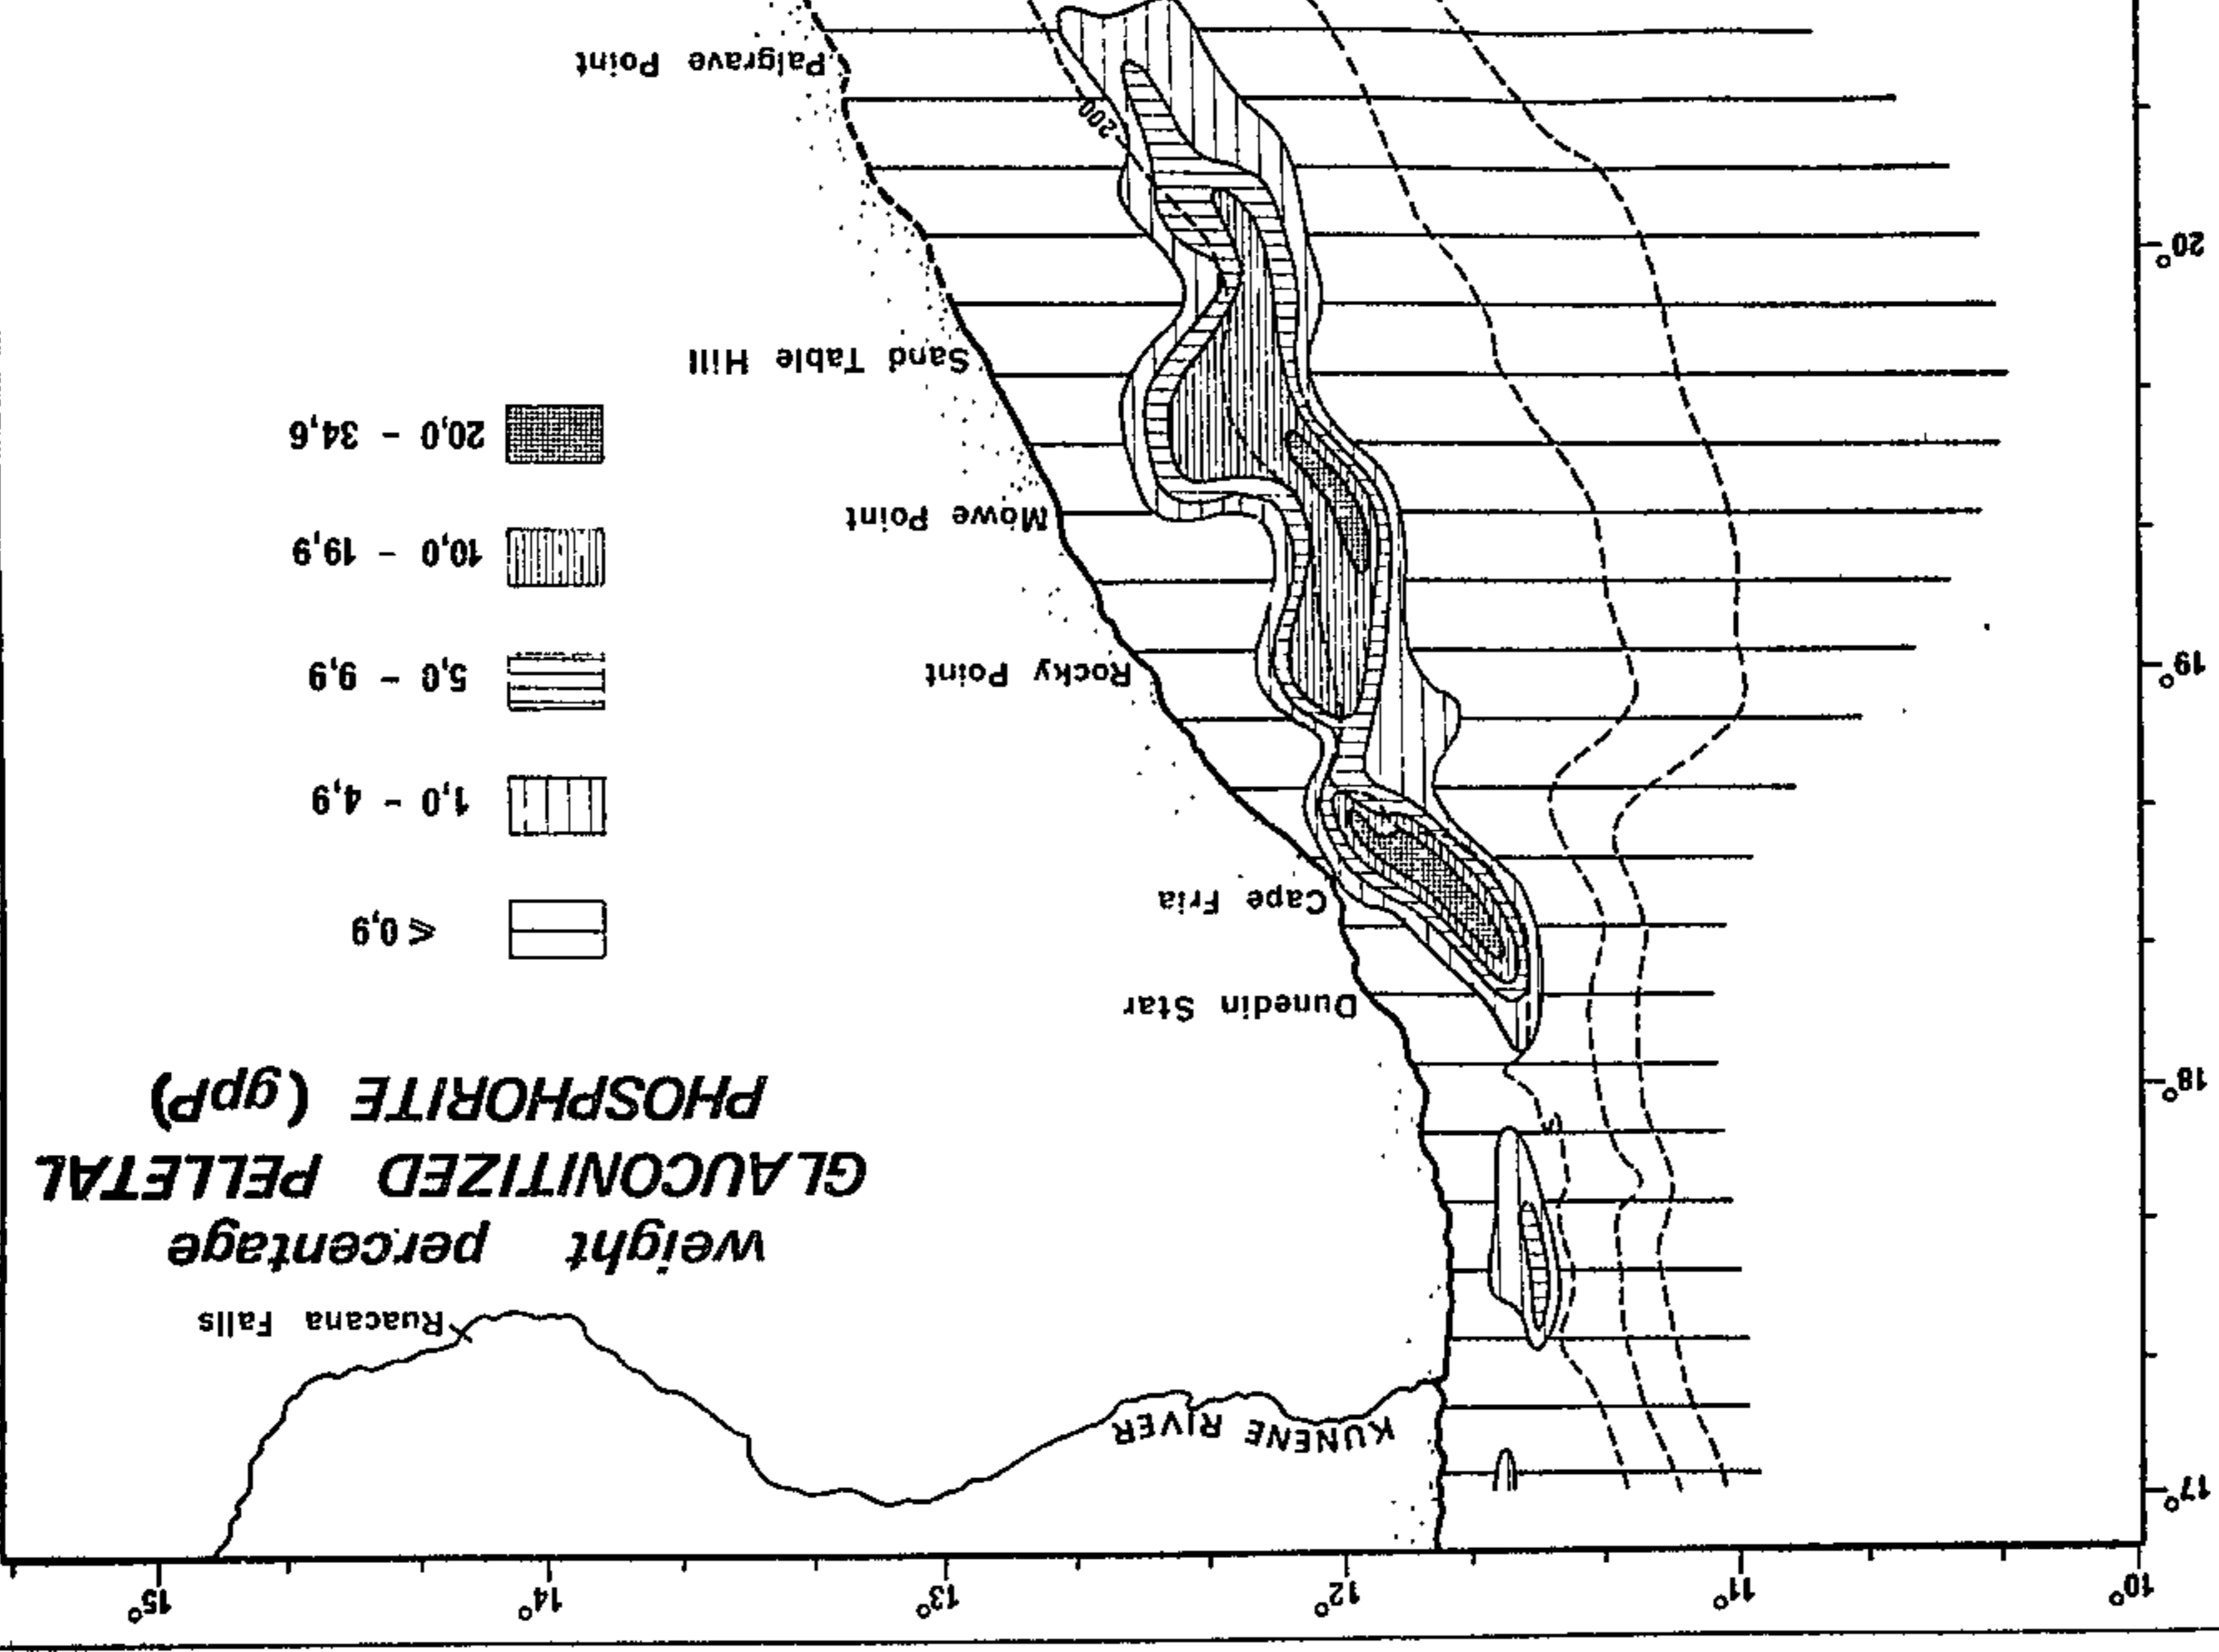 10° 11° 12° 13° 14° 15°
17°
KUNENE RIVER
Ruacana Falls
weight percentage
GLAUCONITIZED PELLETAL
PHOSPHORITE (gpP)
18°
Dunedin Star
≤ 0,9
Cape Fria
1,0 - 4,9
19°
Rocky Point
5,0 - 9,9
10,0 - 19,9
Möwe Point
20,0 - 34,6
Sand Table Hill
20°
200
Palgrave Point